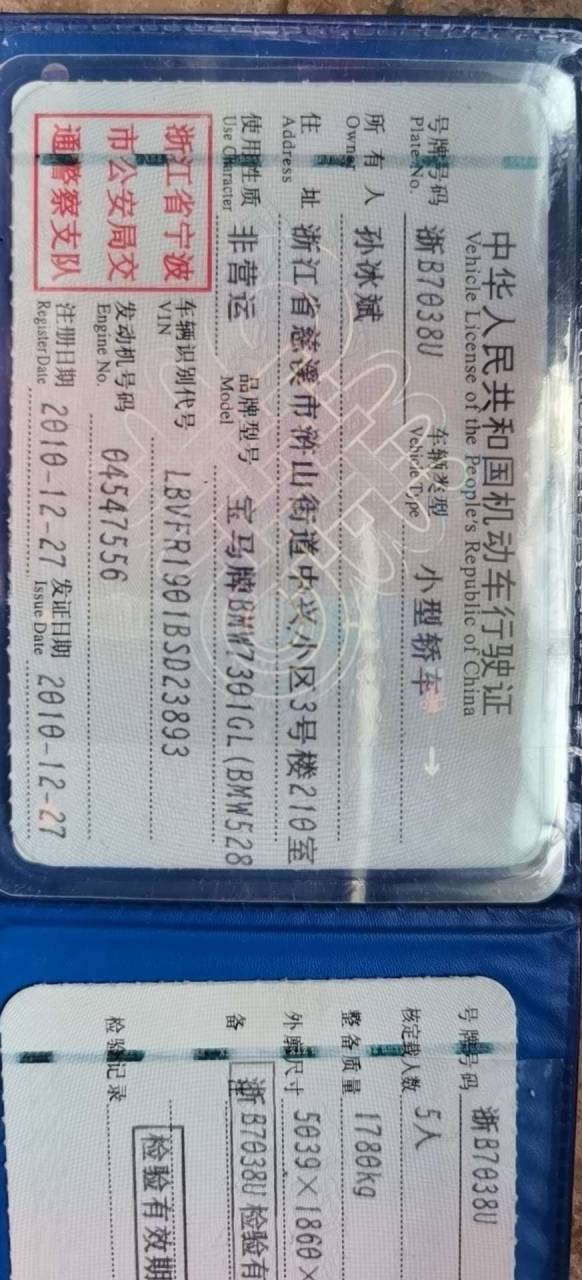 中华人民共和国机动车行驶证
Vehicle License of the People's Republic of China
号牌号码 浙B7038U 车辆类型 小型轿车
Plate No. Vehicle Type
所有人 孙冰斌
Owner
住址 浙江省慈溪市浒山街道中兴小区3号楼210室
Address
使用性质 非营运 品牌型号 宝马牌BMW7301GL(BMW528
Use Character Model
浙江省宁波
市公安局交
通警察支队
车辆识别代号 LBVFR1901BSD23893
VIN
发动机号码 04547556
Engine No.
注册日期 2010-12-27 发证日期 2010-12-27
Register Date Issue Date
号牌号码 浙B7038U
核定载人数 5人
整备质量 1780kg
外廓尺寸 5039×1860×
备 浙B7038U检验有
检验记录
检验有效期